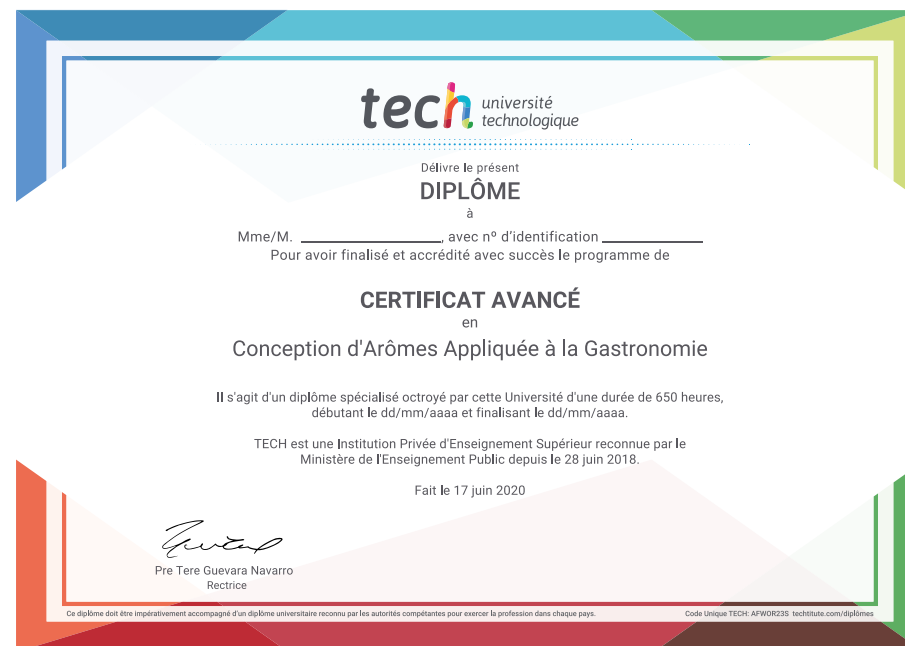 tech université
technologique
Délivre le présent
DIPLÔME
à
Mme/M. ____________________, avec nº d'identification ______________
Pour avoir finalisé et accrédité avec succès le programme de
CERTIFICAT AVANCÉ
en
Conception d'Arômes Appliquée à la Gastronomie
Il s'agit d'un diplôme spécialisé octroyé par cette Université d'une durée de 650 heures,
débutant le dd/mm/aaaa et finalisant le dd/mm/aaaa.
TECH est une Institution Privée d'Enseignement Supérieur reconnue par le
Ministère de l'Enseignement Public depuis le 28 juin 2018.
Fait le 17 juin 2020
Pre Tere Guevara Navarro
Rectrice
Ce diplôme doit être impérativement accompagné d'un diplôme universitaire reconnu par les autorités compétantes pour exercer la profession dans chaque pays.
Code Unique TECH: AFWOR23S techtitute.com/diplômes